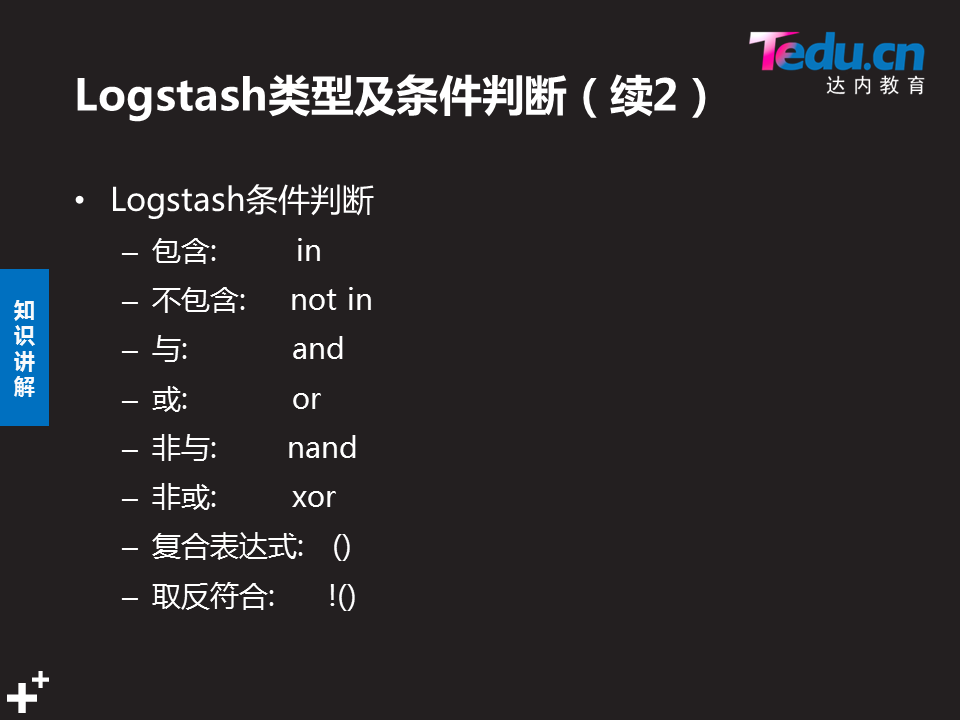 Tedu.cn
达内教育
Logstash类型及条件判断（续2）
• Logstash条件判断
– 包含: in
– 不包含: not in
– 与: and
– 或: or
– 非与: nand
– 非或: xor
– 复合表达式: ()
– 取反符合: !()
知识讲解